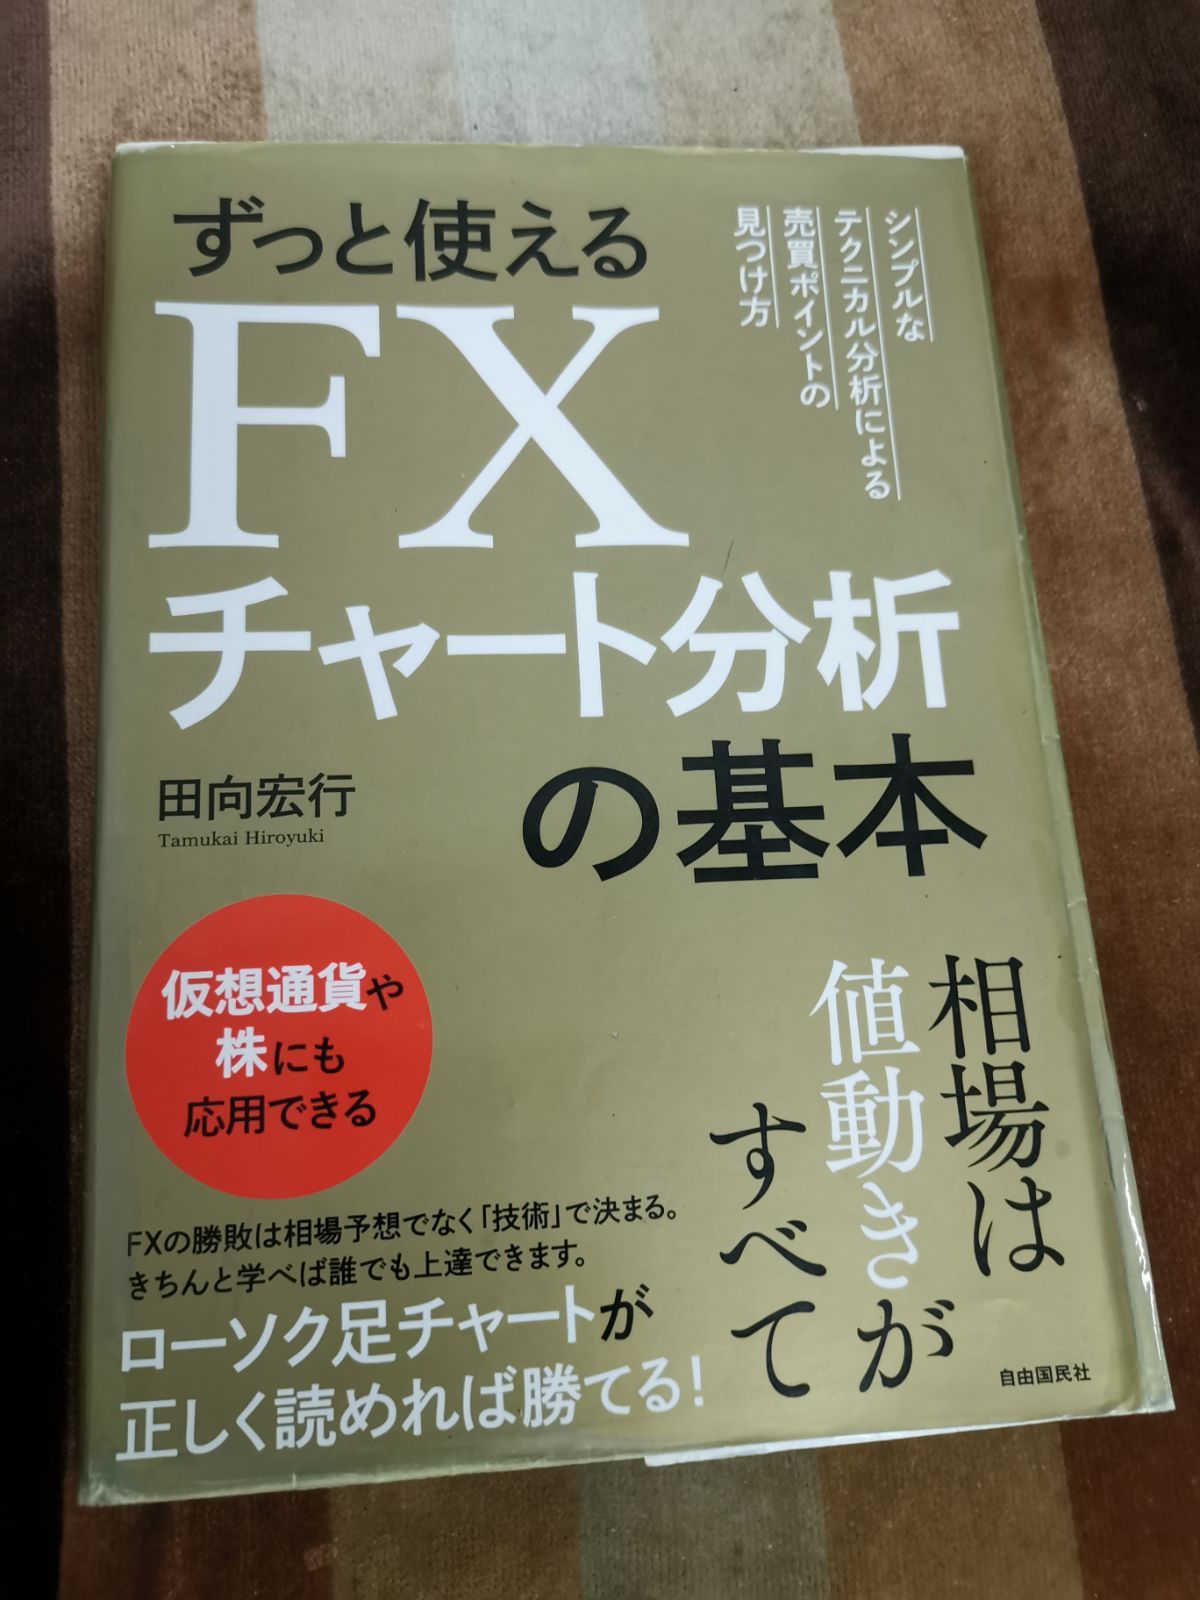 シンプルな
テクニカル分析による
売買ポイントの
見つけ方
ずっと使える
FX
チャート分析
の基本
田向宏行
Tamukai Hiroyuki
仮想通貨や
株にも
応用できる
相場は
値動きが
すべて
FXの勝敗は相場予想でなく「技術」で決まる。
きちんと学べば誰でも上達できます。
ローソク足チャートが
正しく読めれば勝てる!
自由国民社